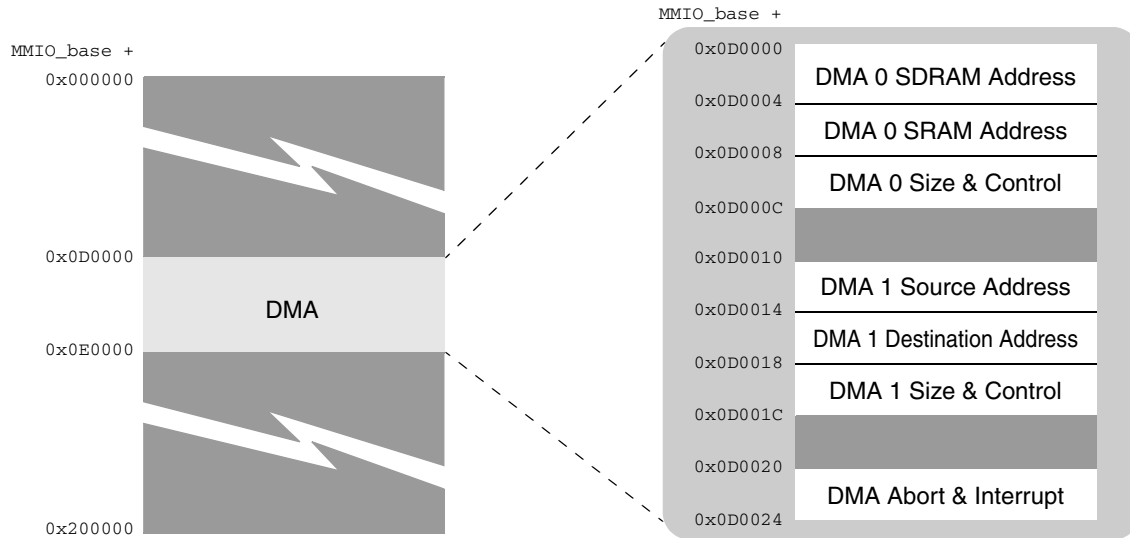 MMIO_base +
0x000000
0x0D0000
DMA
0x0E0000
0x200000
MMIO_base +
0x0D0000
DMA 0 SDRAM Address
0x0D0004
DMA 0 SRAM Address
0x0D0008
DMA 0 Size & Control
0x0D000C
0x0D0010
DMA 1 Source Address
0x0D0014
DMA 1 Destination Address
0x0D0018
DMA 1 Size & Control
0x0D001C
0x0D0020
DMA Abort & Interrupt
0x0D0024